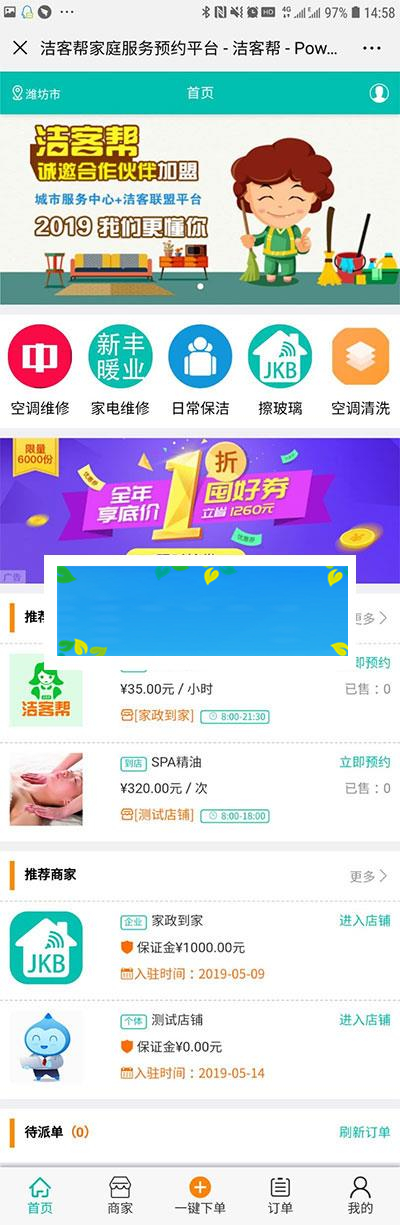 4G 97% 14:58
洁客帮家庭服务预约平台 - 洁客帮 - Pow...
潍坊市
首页
洁客帮
诚邀合作伙伴加盟
城市服务中心+洁客联盟平台
2019 我们更懂你
中
新丰
暖业
JKB
空调维修
家电维修
日常保洁
擦玻璃
空调清洗
限量
6000份
全年
享底价
1折
囤好券
立省1260元
优惠券
优惠券
优惠券
广告
推荐
更多
洁客帮
立即预约
¥35.00元 / 小时
已售：0
[家政到家]
8:00-21:30
到店
SPA精油
立即预约
¥320.00元 / 次
已售：0
[测试店铺]
8:00-18:00
推荐商家
更多
JKB
企业
家政到家
进入店铺
保证金¥1000.00元
入驻时间：2019-05-09
个体
测试店铺
进入店铺
保证金¥0.00元
入驻时间：2019-05-14
待派单（0）
刷新订单
首页
商家
一键下单
订单
我的